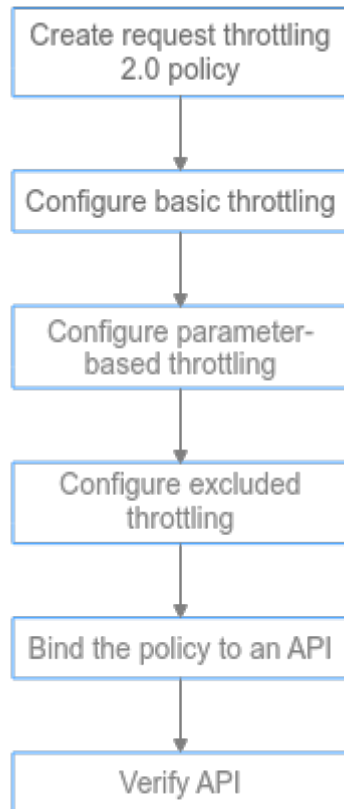 Create request throttling
2.0 policy
Configure basic throttling
Configure parameter-
based throttling
Configure excluded
throttling
Bind the policy to an API
Verify API